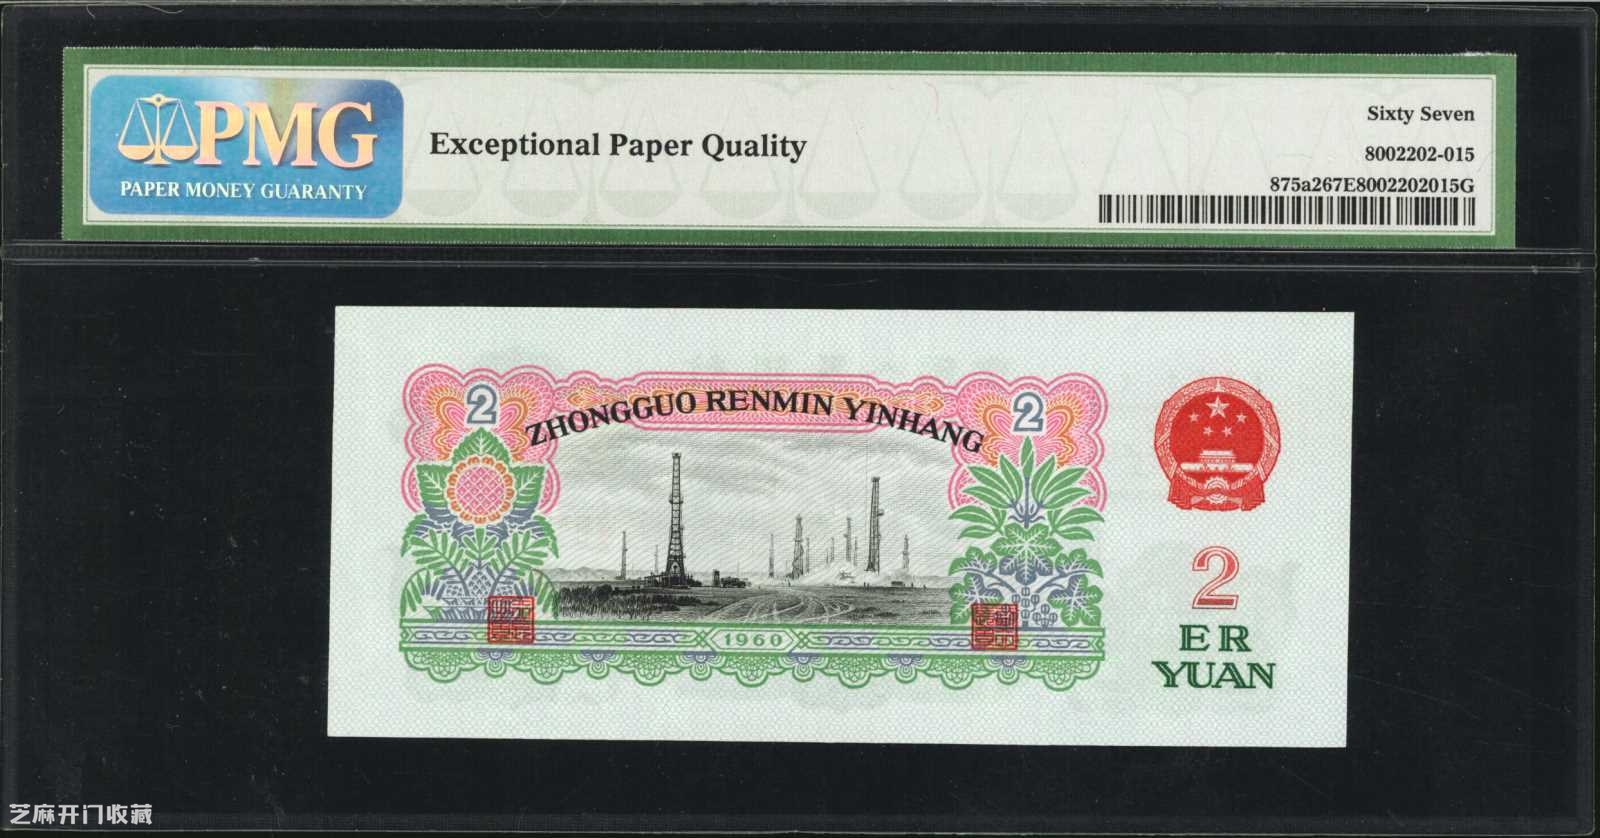 PMG
PAPER MONEY GUARANTY
Exceptional Paper Quality
Sixty Seven
8002202-015
875a267E8002202015G
2
ZHONGGUO RENMIN YINHANG
2
1960
2
ER
YUAN
芝麻开门收藏